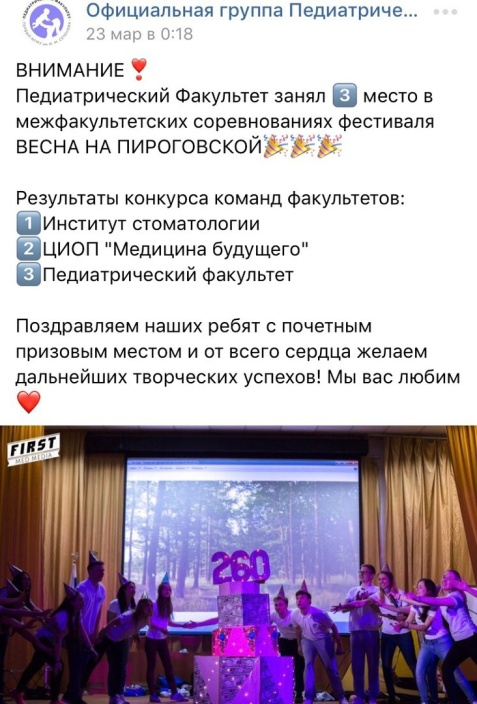 Официальная группа Педиатриче...
23 мар в 0:18
ВНИМАНИЕ❣️
Педиатрический Факультет занял 3️⃣ место в
межфакультетских соревнованиях фестиваля
ВЕСНА НА ПИРОГОВСКОЙ🎉🎉🎉
Результаты конкурса команд факультетов:
1️⃣Институт стоматологии
2️⃣ЦИОП "Медицина будущего"
3️⃣Педиатрический факультет
Поздравляем наших ребят с почетным
призовым местом и от всего сердца желаем
дальнейших творческих успехов! Мы вас любим
❤️
FIRST
MED MEDIA
260